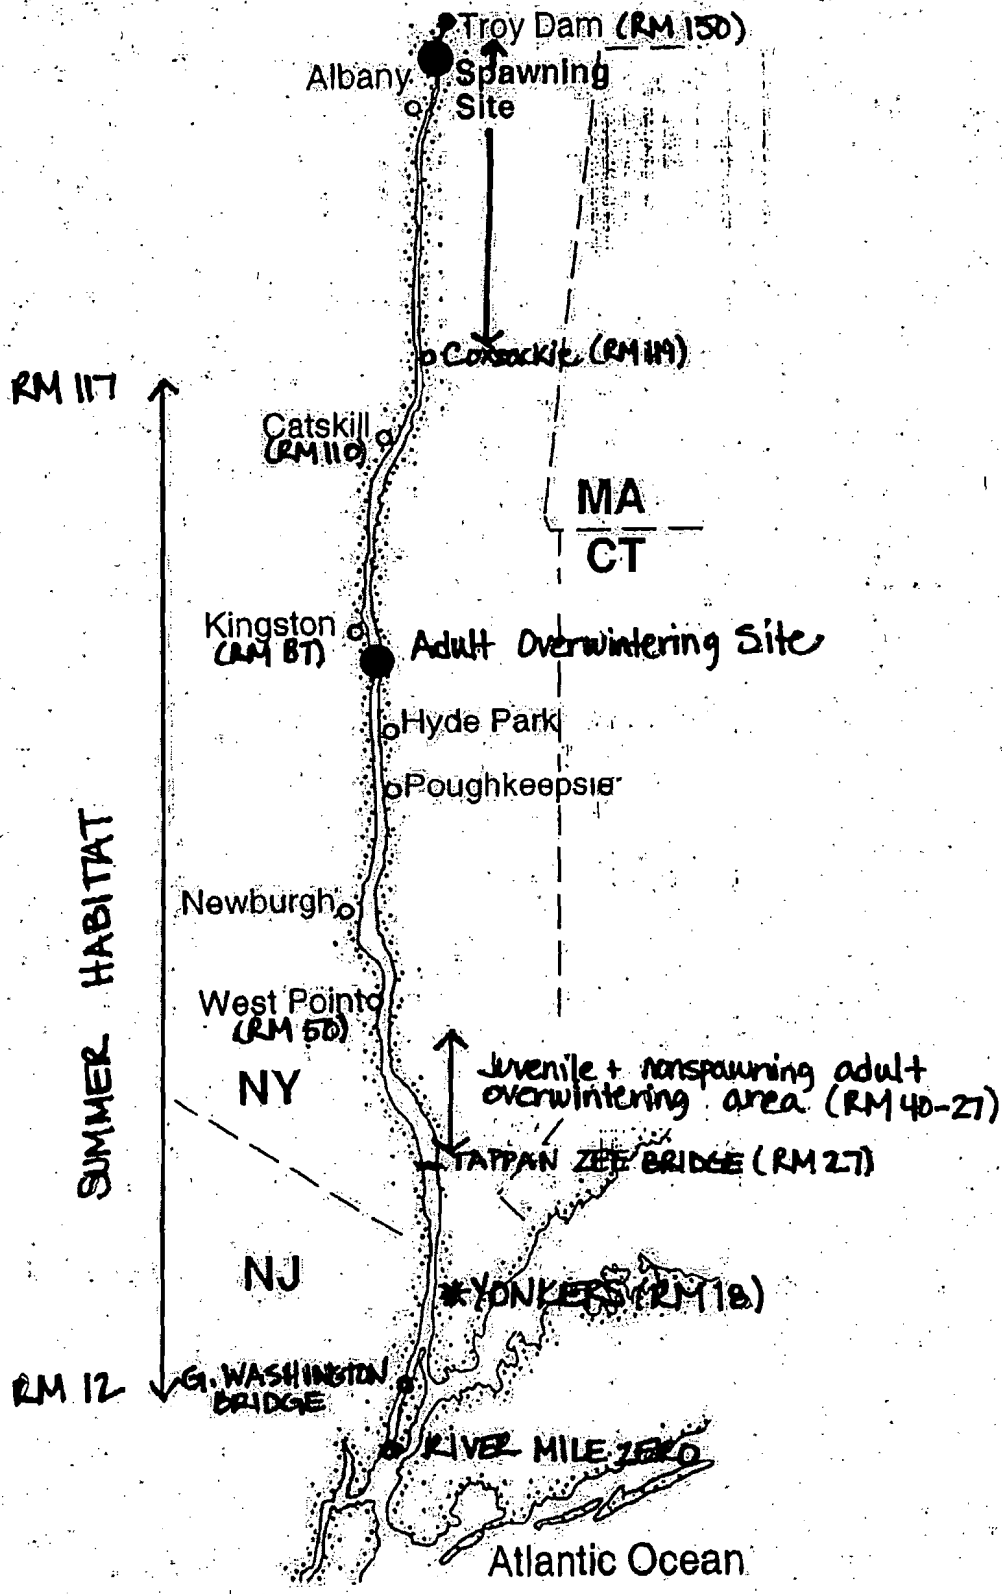 Troy Dam (RM 150)
Albany
Spawning
Site
Coxsackie (RM 119)
RM 117
Catskill
(RM 110)
MA
CT
Kingston
(RM 87)
Adult Overwintering Site
Hyde Park
Poughkeepsie
SUMMER HABITAT
Newburgh
West Point
(RM 50)
NY
Juvenile + nonspawning adult
overwintering area (RM 40-27)
TAPPAN ZEE BRIDGE (RM 27)
NJ
*YONKERS (RM 18)
RM 12
G. WASHINGTON
BRIDGE
RIVER MILE ZERO
Atlantic Ocean